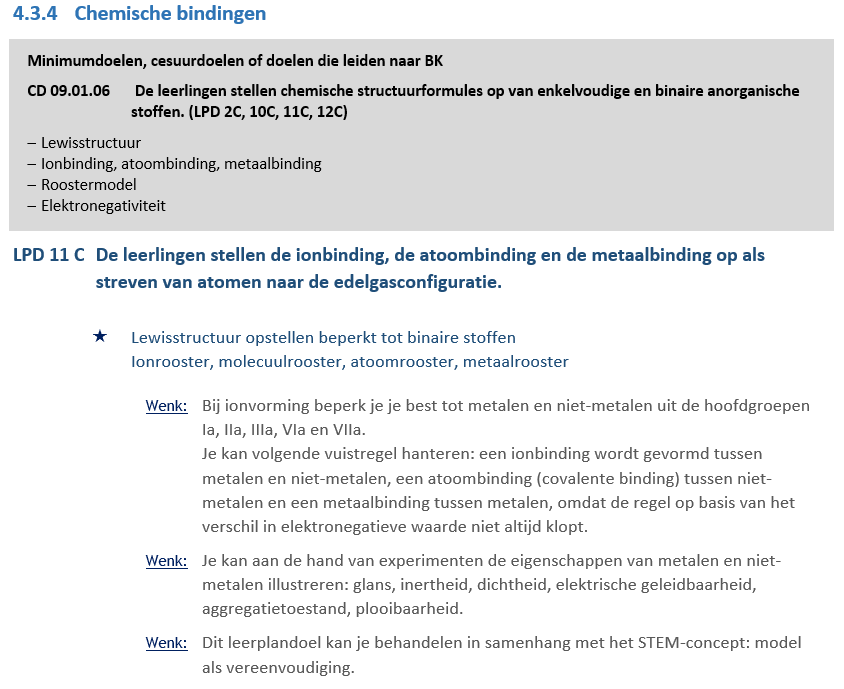 4.3.4 Chemische bindingen
Minimumdoelen, cesuurdoelen of doelen die leiden naar BK
CD 09.01.06 De leerlingen stellen chemische structuurformules op van enkelvoudige en binaire anorganische
stoffen. (LPD 2C, 10C, 11C, 12C)
– Lewisstructuur
– Ionbinding, atoombinding, metaalbinding
– Roostermodel
– Elektronegativiteit
LPD 11 C De leerlingen stellen de ionbinding, de atoombinding en de metaalbinding op als
streven van atomen naar de edelgasconfiguratie.
★ Lewisstructuur opstellen beperkt tot binaire stoffen
Ionrooster, molecuulrooster, atoomrooster, metaalrooster
Wenk: Bij ionvorming beperk je je best tot metalen en niet-metalen uit de hoofdgroepen
Ia, IIa, IIIa, VIa en VIIa.
Je kan volgende vuistregel hanteren: een ionbinding wordt gevormd tussen
metalen en niet-metalen, een atoombinding (covalente binding) tussen niet-
metalen en een metaalbinding tussen metalen, omdat de regel op basis van het
verschil in elektronegatieve waarde niet altijd klopt.
Wenk: Je kan aan de hand van experimenten de eigenschappen van metalen en niet-
metalen illustreren: glans, inertheid, dichtheid, elektrische geleidbaarheid,
aggregatietoestand, plooibaarheid.
Wenk: Dit leerplandoel kan je behandelen in samenhang met het STEM-concept: model
als vereenvoudiging.